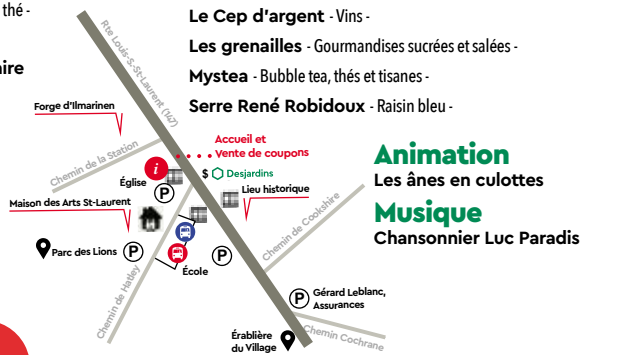 thé -
aire
Le Cep d'argent - Vins -
Les grenailles - Gourmandises sucrées et salées -
Mystea - Bubble tea, thés et tisanes -
Serre René Robidoux - Raisin bleu -
Rte Louis-S.-St-Laurent (147)
Forge d'Ilmarinen
Chemin de la Station
Accueil et
Vente de coupons
i
$ Desjardins
Église
P
Lieu historique
Maison des Arts St-Laurent
Parc des Lions P
P
École
Chemin de Hatley
Chemin de Cookshire
P Gérard Leblanc,
Assurances
Chemin Cochrane
Érablière
du Village
Animation
Les ânes en culottes
Musique
Chansonnier Luc Paradis